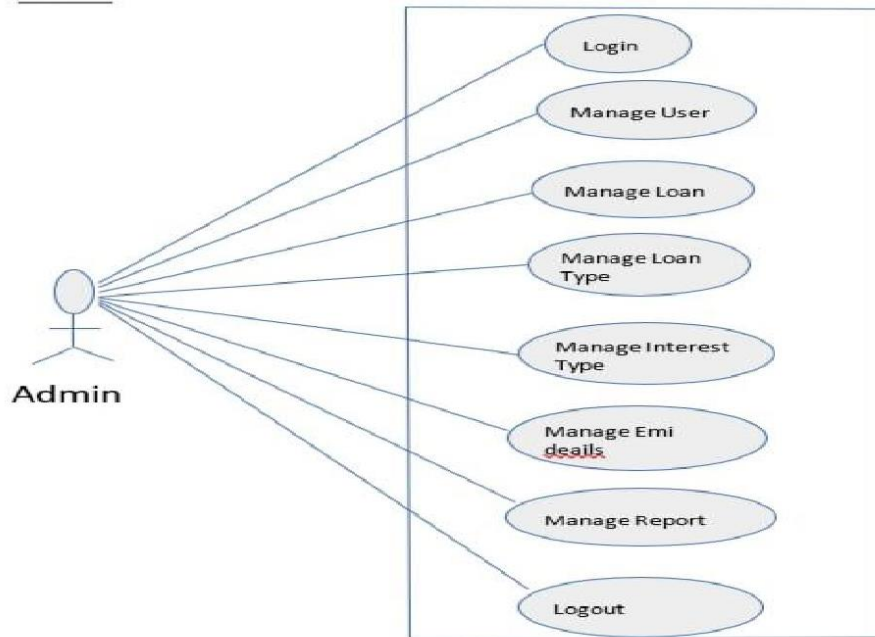 Login
Manage User
Manage Loan
Manage Loan
Type
Manage Interest
Type
Admin
Manage Emi
deails
Manage Report
Logout